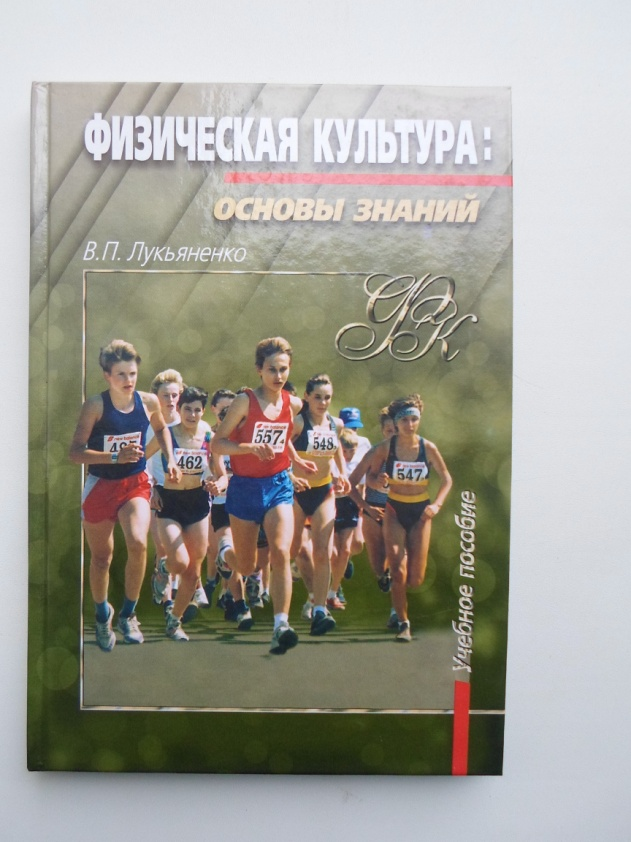 ФИЗИЧЕСКАЯ КУЛЬТУРА:
ОСНОВЫ ЗНАНИЙ
В.П. Лукьяненко
ФК
462
557
548
547
Учебное пособие